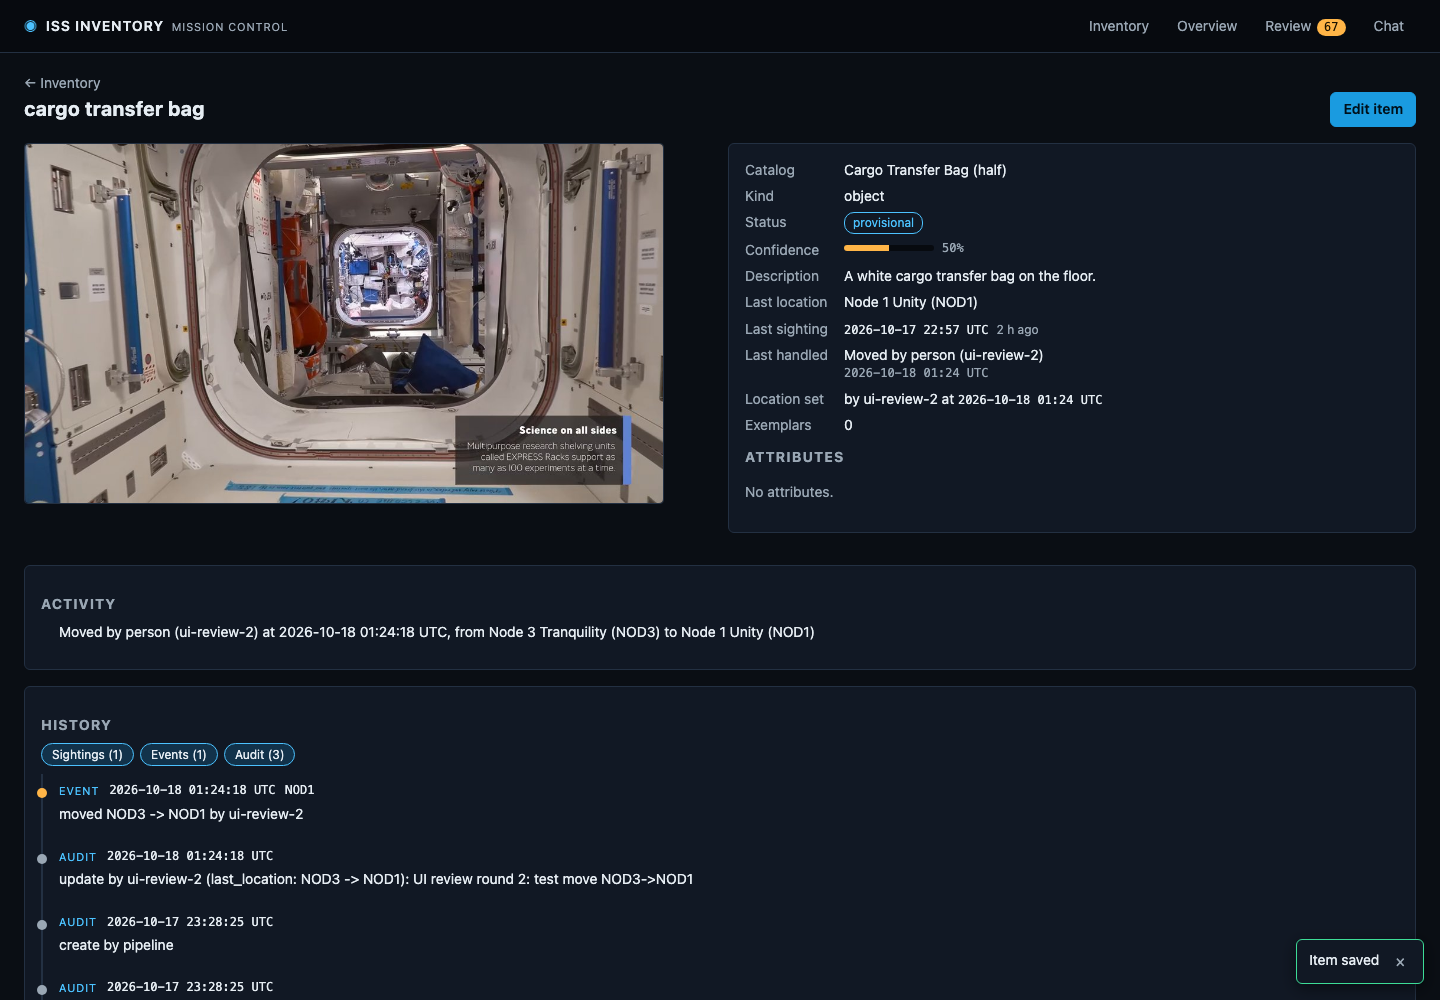 ISS INVENTORY MISSION CONTROL
Inventory Overview Review 67 Chat
← Inventory
cargo transfer bag
Edit item
Science on all sides
Multipurpose research shelving units
called EXPRESS Racks support as
many as 100 experiments at a time.
Catalog Cargo Transfer Bag (half)
Kind object
Status provisional
Confidence 50%
Description A white cargo transfer bag on the floor.
Last location Node 1 Unity (NOD1)
Last sighting 2026-10-17 22:57 UTC 2 h ago
Last handled Moved by person (ui-review-2)
2026-10-18 01:24 UTC
Location set by ui-review-2 at 2026-10-18 01:24 UTC
Exemplars 0
ATTRIBUTES
No attributes.
ACTIVITY
Moved by person (ui-review-2) at 2026-10-18 01:24:18 UTC, from Node 3 Tranquility (NOD3) to Node 1 Unity (NOD1)
HISTORY
Sightings (1) Events (1) Audit (3)
EVENT 2026-10-18 01:24:18 UTC NOD1
moved NOD3 -> NOD1 by ui-review-2
AUDIT 2026-10-18 01:24:18 UTC
update by ui-review-2 (last_location: NOD3 -> NOD1): UI review round 2: test move NOD3->NOD1
AUDIT 2026-10-17 23:28:25 UTC
create by pipeline
AUDIT 2026-10-17 23:28:25 UTC
Item saved ×